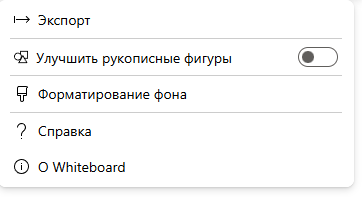 Экспорт
Улучшить рукописные фигуры
Форматирование фона
Справка
О Whiteboard